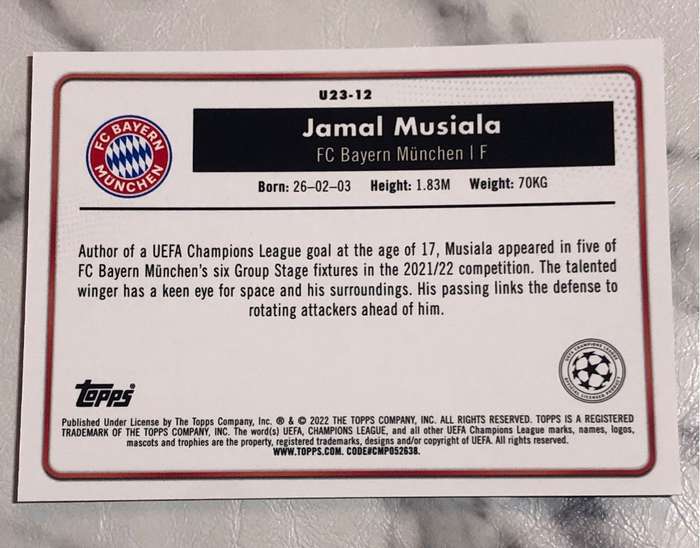 U23-12
FC BAYERN
MÜNCHEN
Jamal Musiala
FC Bayern München | F
Born: 26-02-03 Height: 1.83M Weight: 70KG
Author of a UEFA Champions League goal at the age of 17, Musiala appeared in five of
FC Bayern München's six Group Stage fixtures in the 2021/22 competition. The talented
winger has a keen eye for space and his surroundings. His passing links the defense to
rotating attackers ahead of him.
topps®
UEFA CHAMPIONS LEAGUE
OFFICIAL LICENSED PRODUCT
Published Under License by The Topps Company, Inc. ® & © 2022 THE TOPPS COMPANY, INC. ALL RIGHTS RESERVED. TOPPS IS A REGISTERED
TRADEMARK OF THE TOPPS COMPANY, INC. The word(s) UEFA, CHAMPIONS LEAGUE, and all other UEFA Champions League marks, names, logos,
mascots and trophies are the property, registered trademarks, designs and/or copyright of UEFA. All rights reserved.
WWW.TOPPS.COM. CODE#CMP052638.